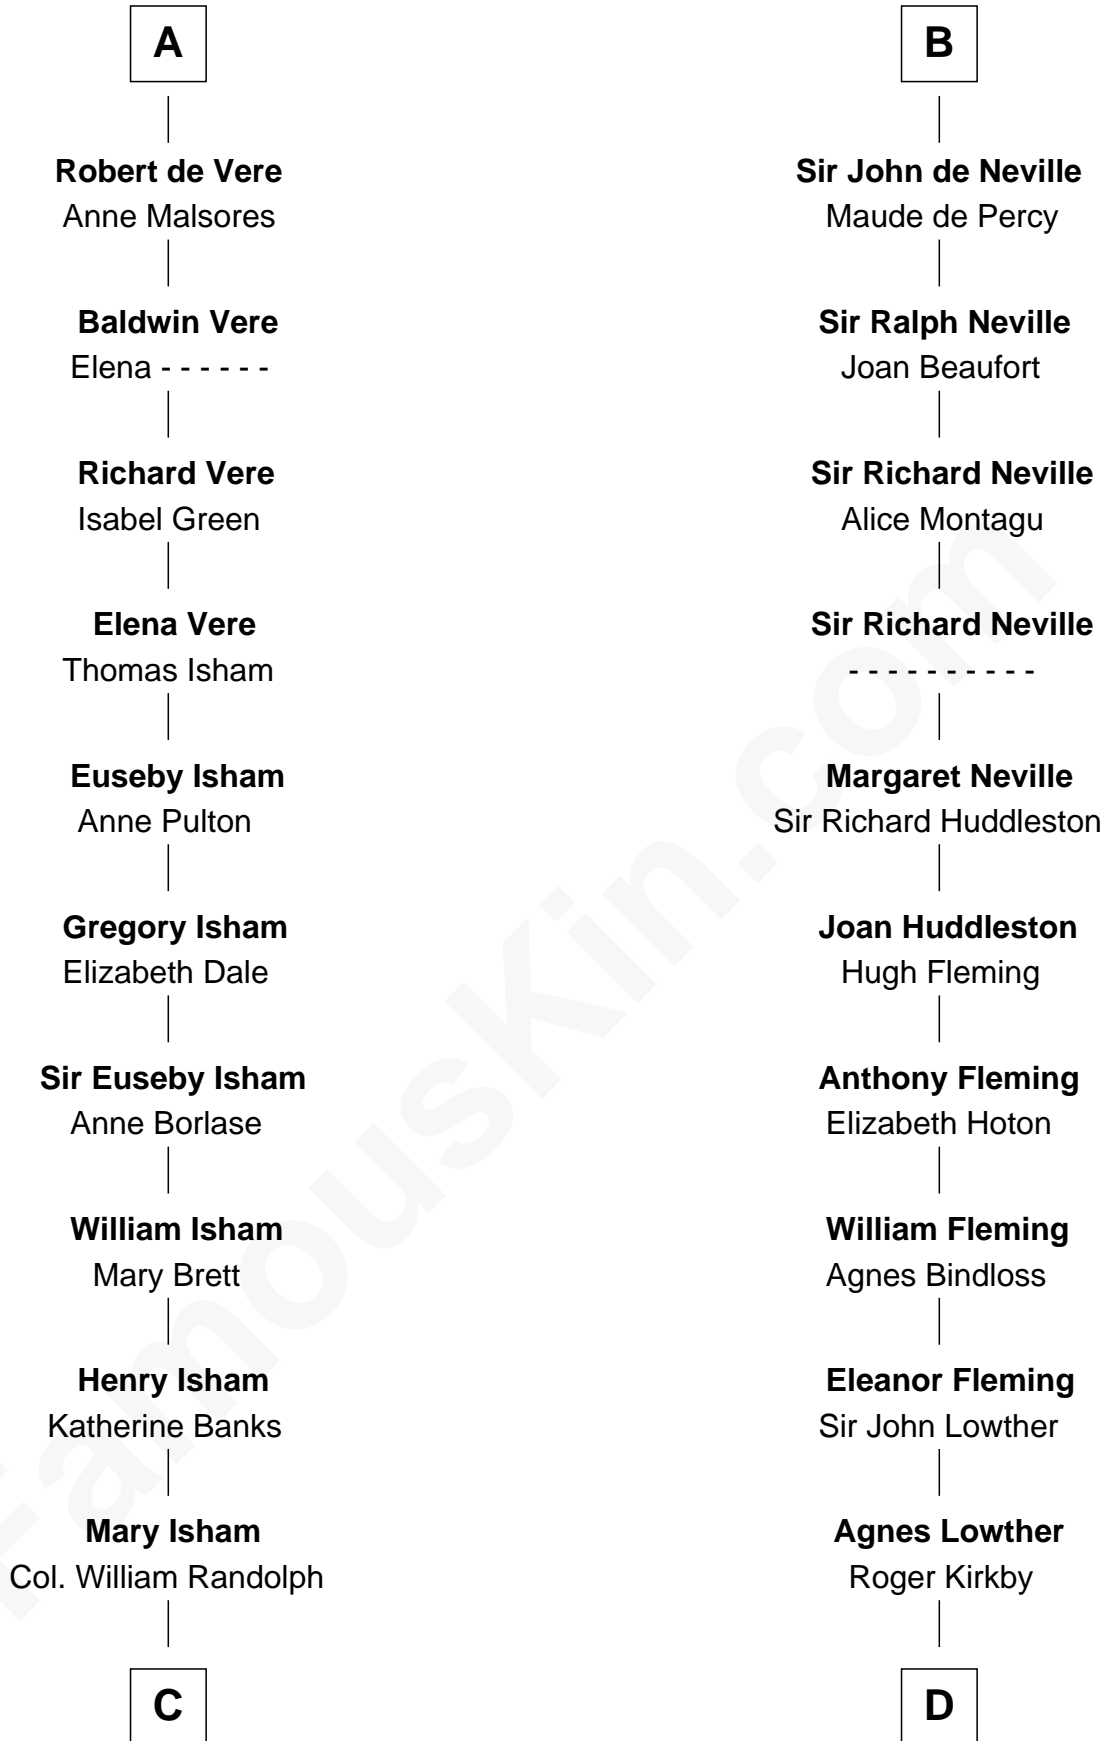 A
Robert de Vere
Anne Malsores
Baldwin Vere
Elena - - - - - -
Richard Vere
Isabel Green
Elena Vere
Thomas Isham
Euseby Isham
Anne Pulton
Gregory Isham
Elizabeth Dale
Sir Euseby Isham
Anne Borlase
William Isham
Mary Brett
Henry Isham
Katherine Banks
Mary Isham
Col. William Randolph
C
B
Sir John de Neville
Maude de Percy
Sir Ralph Neville
Joan Beaufort
Sir Richard Neville
Alice Montagu
Sir Richard Neville
- - - - - - - - - -
Margaret Neville
Sir Richard Huddleston
Joan Huddleston
Hugh Fleming
Anthony Fleming
Elizabeth Hoton
William Fleming
Agnes Bindloss
Eleanor Fleming
Sir John Lowther
Agnes Lowther
Roger Kirkby
D
FamousKin.com